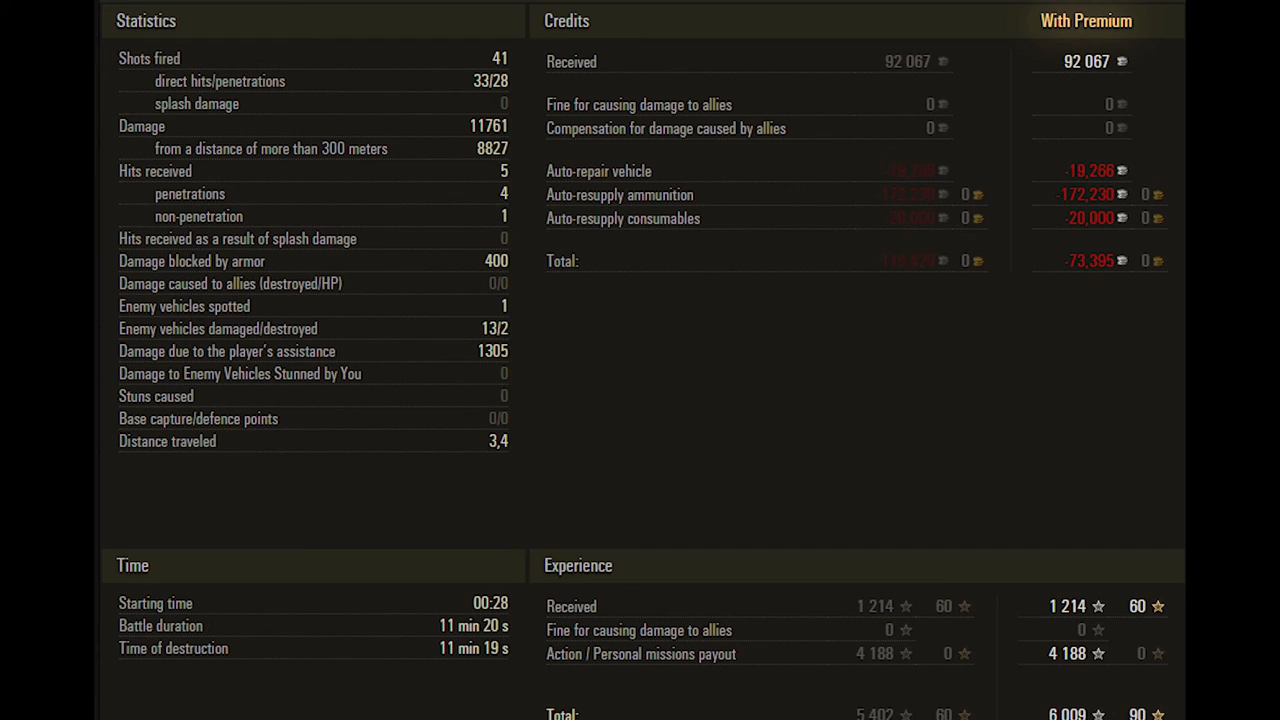 Statistics
Shots fired 41
direct hits/penetrations 33/28
splash damage 0
Damage 11761
from a distance of more than 300 meters 8827
Hits received 5
penetrations 4
non-penetration 1
Hits received as a result of splash damage 0
Damage blocked by armor 400
Damage caused to allies (destroyed/HP) 0/0
Enemy vehicles spotted 1
Enemy vehicles damaged/destroyed 13/2
Damage due to the player's assistance 1305
Damage to Enemy Vehicles Stunned by You 0
Stuns caused 0
Base capture/defence points 0/0
Distance traveled 3,4
Credits With Premium
Received 92 067 92 067
Fine for causing damage to allies 0 0
Compensation for damage caused by allies 0 0
Auto-repair vehicle -19,266
Auto-resupply ammunition 172,230 0 -172,230 0
Auto-resupply consumables 20,000 0 -20,000 0
Total: 0 -73,395 0
Time
Starting time 00:28
Battle duration 11 min 20 s
Time of destruction 11 min 19 s
Experience
Received 1 214 60 1 214 60
Fine for causing damage to allies 0 0
Action / Personal missions payout 4 188 0 4 188 0
Total: 5 402 60 6 009 90